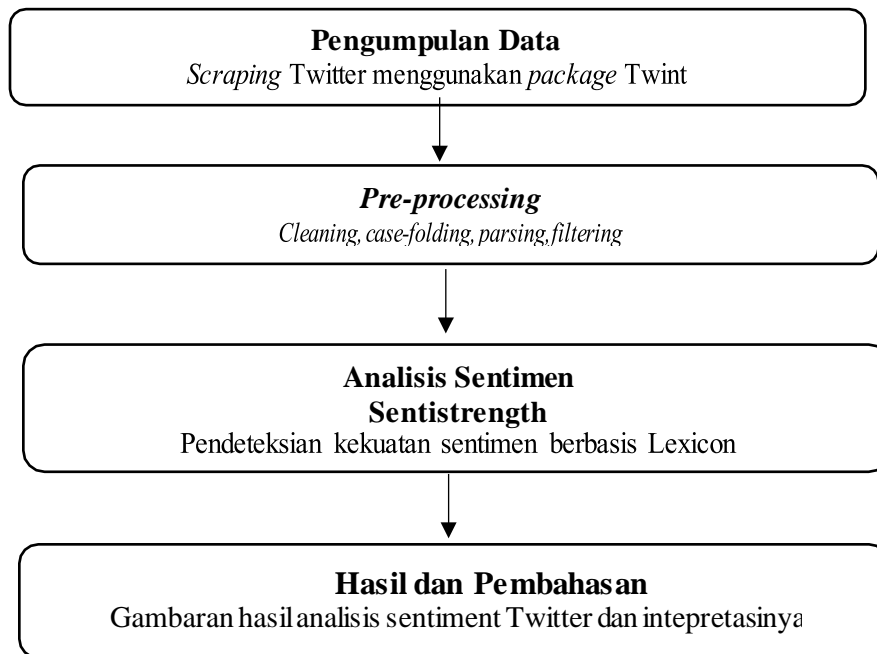 Pengumpulan Data
Scraping Twitter menggunakan package Twint
Pre-processing
Cleaning, case-folding, parsing, filtering
Analisis Sentimen
Sentistrength
Pendeteksian kekuatan sentimen berbasis Lexicon
Hasil dan Pembahasan
Gambaran hasil analisis sentiment Twitter dan intepretasinya